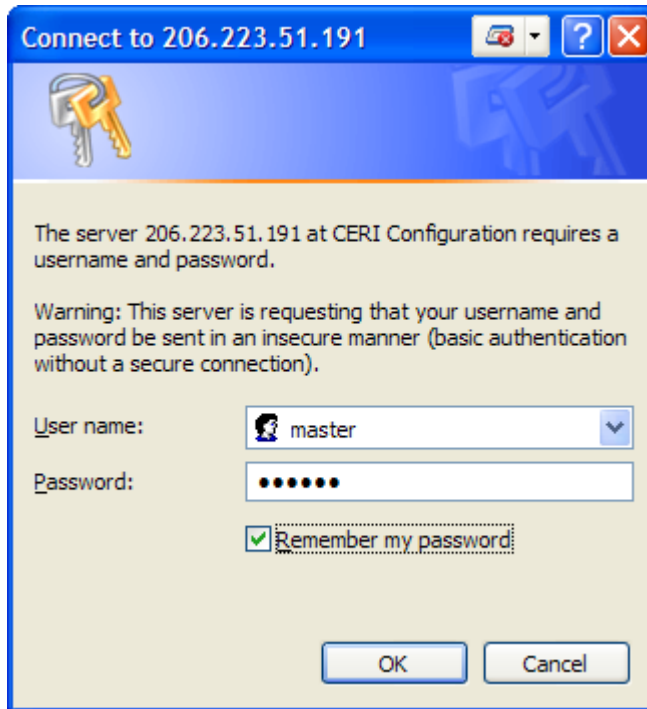 Connect to 206.223.51.191
The server 206.223.51.191 at CERI Configuration requires a
username and password.
Warning: This server is requesting that your username and
password be sent in an insecure manner (basic authentication
without a secure connection).
User name:
master
Password:
••••••
Remember my password
OK
Cancel